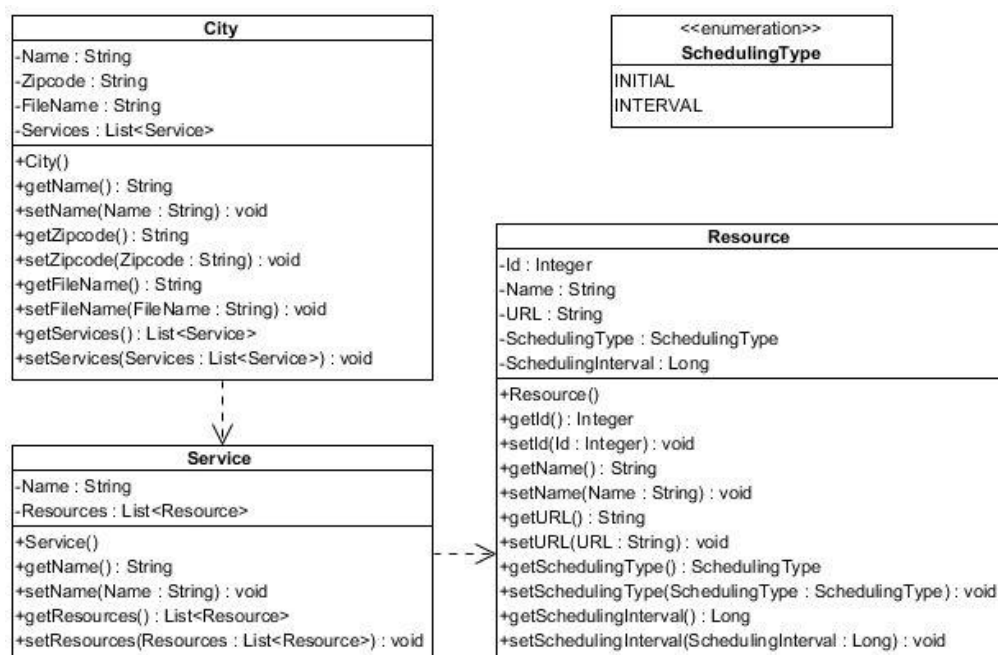 City
-Name : String
-Zipcode : String
-FileName : String
-Services : List<Service>
+City()
+getName() : String
+setName(Name : String) : void
+getZipcode() : String
+setZipcode(Zipcode : String) : void
+getFileName() : String
+setFileName(FileName : String) : void
+getServices() : List<Service>
+setServices(Services : List<Service>) : void
<<enumeration>>
SchedulingType
INITIAL
INTERVAL
Service
-Name : String
-Resources : List<Resource>
+Service()
+getName() : String
+setName(Name : String) : void
+getResources() : List<Resource>
+setResources(Resources : List<Resource>) : void
Resource
-Id : Integer
-Name : String
-URL : String
-SchedulingType : SchedulingType
-SchedulingInterval : Long
+Resource()
+getId() : Integer
+setId(Id : Integer) : void
+getName() : String
+setName(Name : String) : void
+getURL() : String
+setURL(URL : String) : void
+getSchedulingType() : SchedulingType
+setSchedulingType(SchedulingType : SchedulingType) : void
+getSchedulingInterval() : Long
+setSchedulingInterval(SchedulingInterval : Long) : void